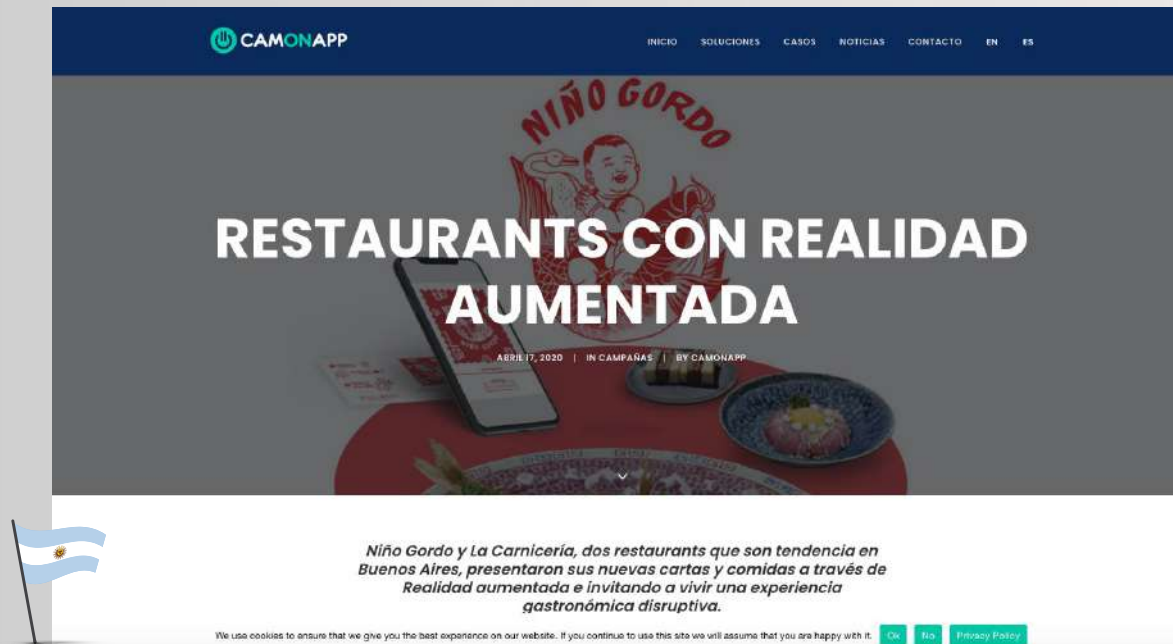 CAMONAPP
INICIO SOLUCIONES CASOS NOTICIAS CONTACTO EN ES
NIÑO GORDO
RESTAURANTS CON REALIDAD
AUMENTADA
ABRIL 17, 2020 | IN CAMPAÑAS | BY CAMONAPP
Niño Gordo y La Carnicería, dos restaurants que son tendencia en
Buenos Aires, presentaron sus nuevas cartas y comidas a través de
Realidad aumentada e invitando a vivir una experiencia
gastronómica disruptiva.
We use cookies to ensure that we give you the best experience on our website. If you continue to use this site we will assume that you are happy with it. Ok No Privacy Policy